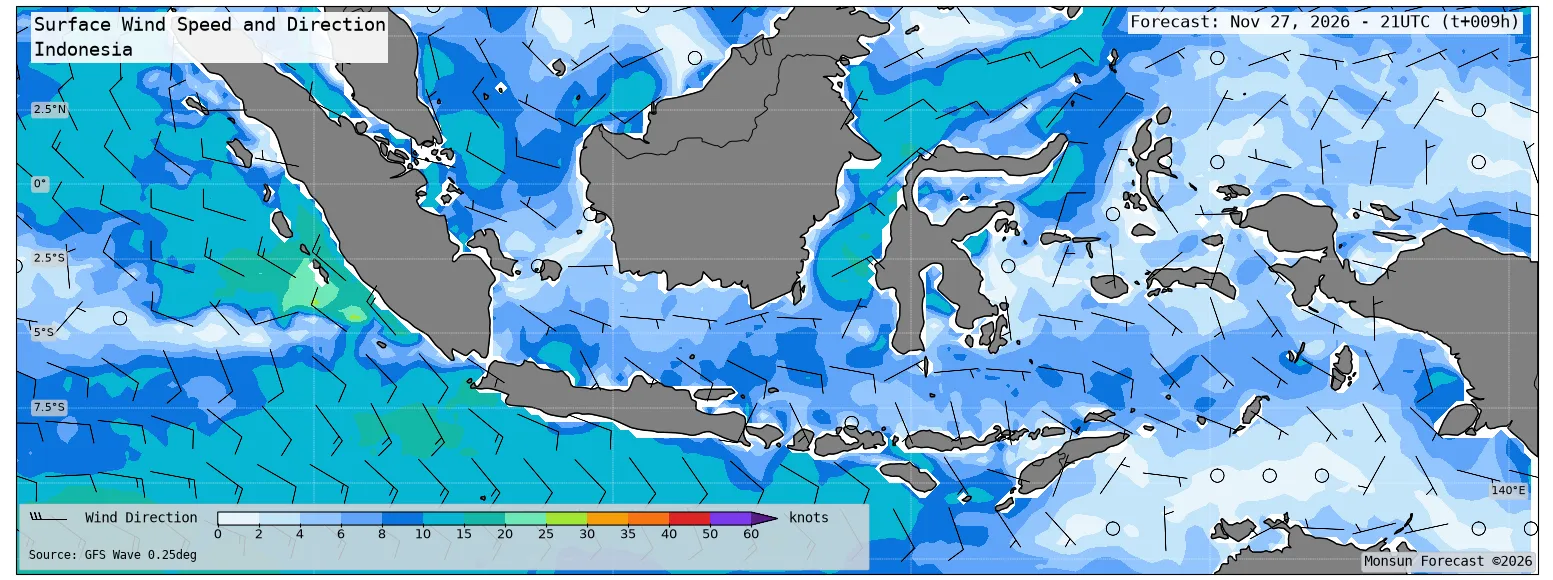 Surface Wind Speed and Direction
Indonesia
Forecast: Nov 27, 2026 - 21UTC (t+009h)
2.5°N
0°
2.5°S
5°S
7.5°S
140°E
Wind Direction
0 2 4 6 8 10 15 20 25 30 35 40 50 60
knots
Source: GFS Wave 0.25deg
Monsun Forecast ©2026